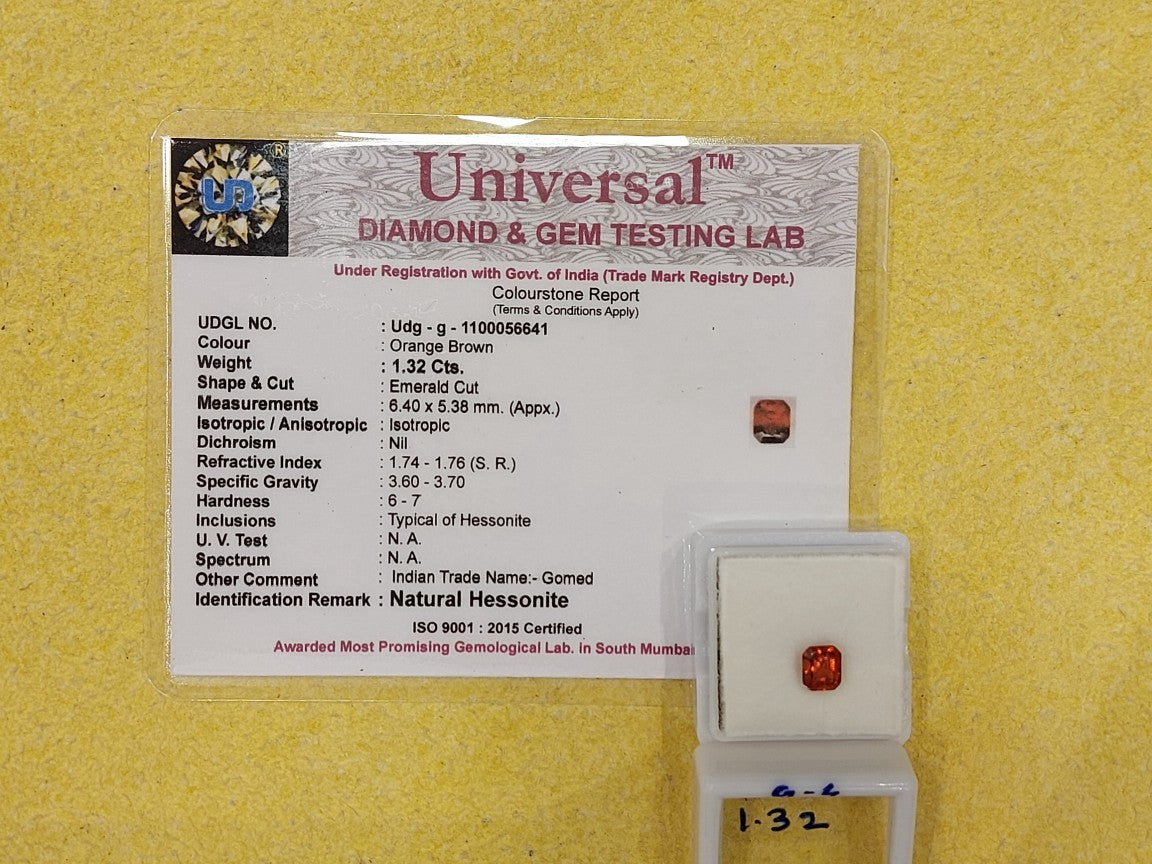 UD ®
Universal™
DIAMOND & GEM TESTING LAB
Under Registration with Govt. of India (Trade Mark Registry Dept.)
Colourstone Report
(Terms & Conditions Apply)
UDGL NO. : Udg - g - 1100056641
Colour : Orange Brown
Weight : 1.32 Cts.
Shape & Cut : Emerald Cut
Measurements : 6.40 x 5.38 mm. (Appx.)
Isotropic / Anisotropic : Isotropic
Dichroism : Nil
Refractive Index : 1.74 - 1.76 (S. R.)
Specific Gravity : 3.60 - 3.70
Hardness : 6 - 7
Inclusions : Typical of Hessonite
U. V. Test : N. A.
Spectrum : N. A.
Other Comment : Indian Trade Name:- Gomed
Identification Remark : Natural Hessonite
ISO 9001 : 2015 Certified
Awarded Most Promising Gemological Lab. in South Mumba
1.32